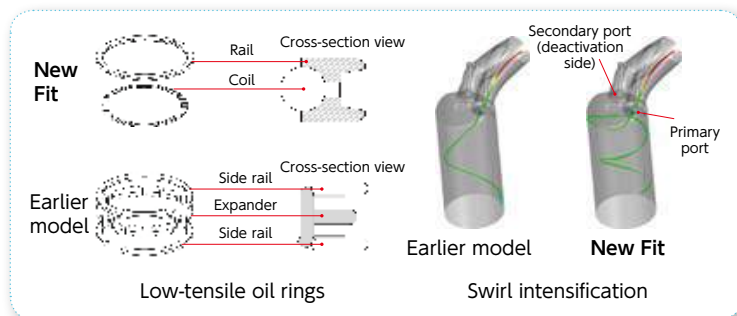 New
Fit
Rail
Coil
Cross-section view
Earlier
model
Side rail
Expander
Side rail
Cross-section view
Low-tensile oil rings
Secondary port
(deactivation
side)
Primary
port
Earlier model
New Fit
Swirl intensification